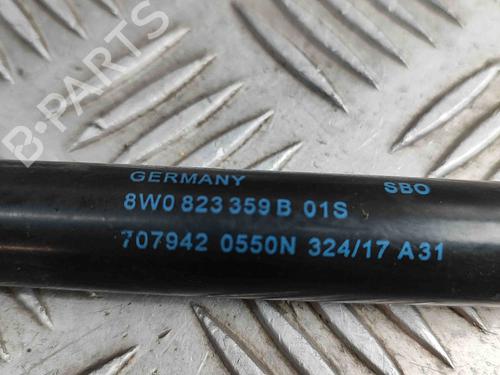 B-PARTS
GERMANY SBO
8W0 823 359 B 01S
707942 0550N 324/17 A31